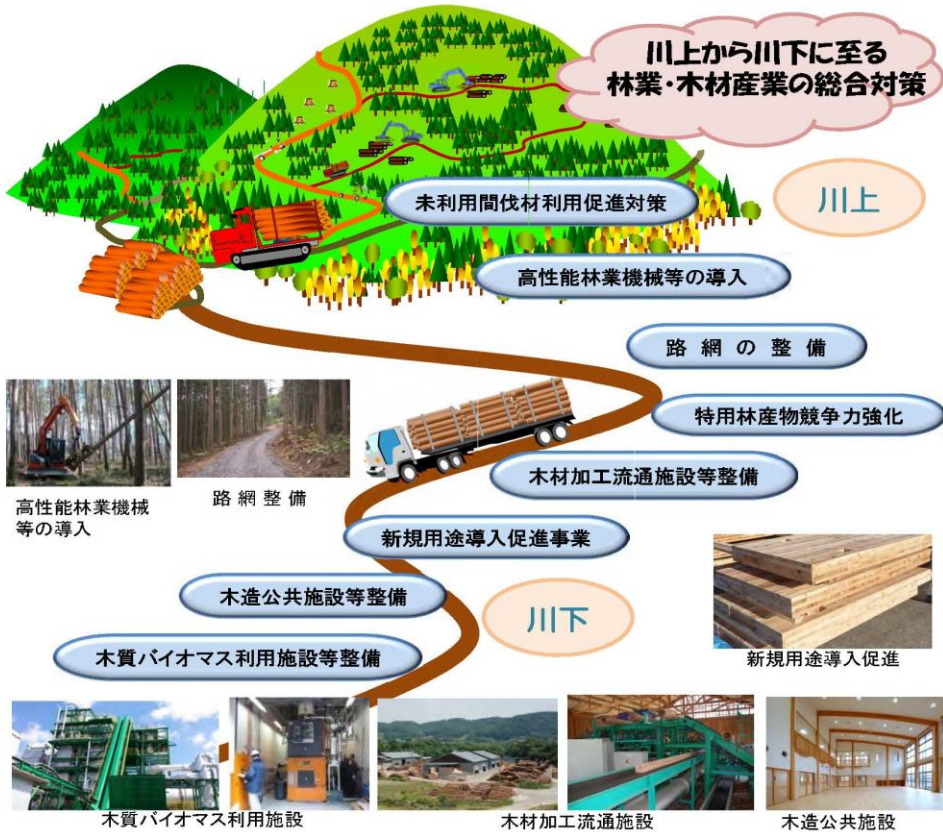 川上から川下に至る
林業・木材産業の総合対策
未利用間伐材利用促進対策
川上
高性能林業機械等の導入
路網の整備
特用林産物競争力強化
木材加工流通施設等整備
高性能林業機械
等の導入
路網整備
新規用途導入促進事業
木造公共施設等整備
川下
木質バイオマス利用施設等整備
新規用途導入促進
木質バイオマス利用施設
木材加工流通施設
木造公共施設